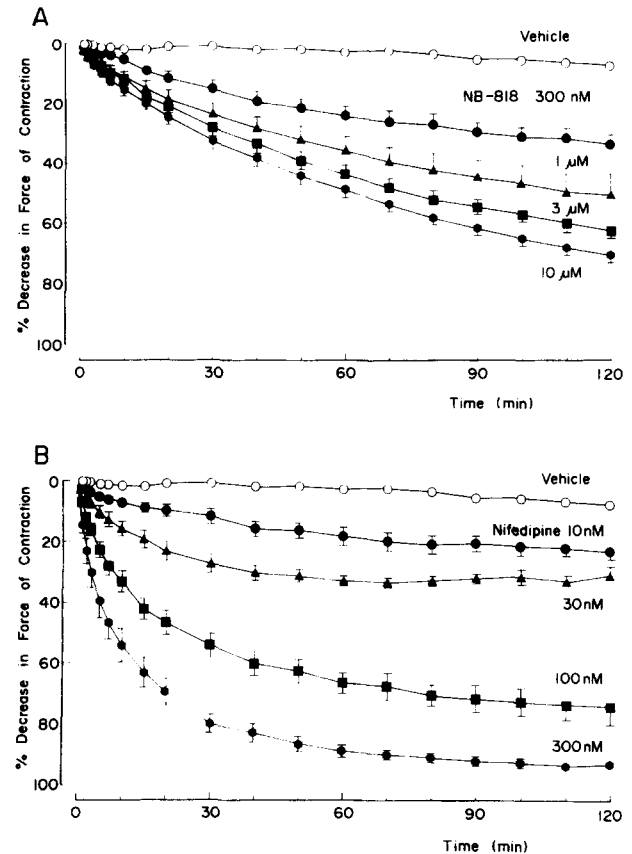 A
% Decrease in Force of Contraction
0
20
40
60
80
100
Vehicle
NB-818 300 nM
1 μM
3 μM
10 μM
0 30 60 90 120
Time (min)
B
% Decrease in Force of Contraction
0
20
40
60
80
100
Vehicle
Nifedipine 10nM
30nM
100nM
300nM
0 30 60 90 120
Time (min)